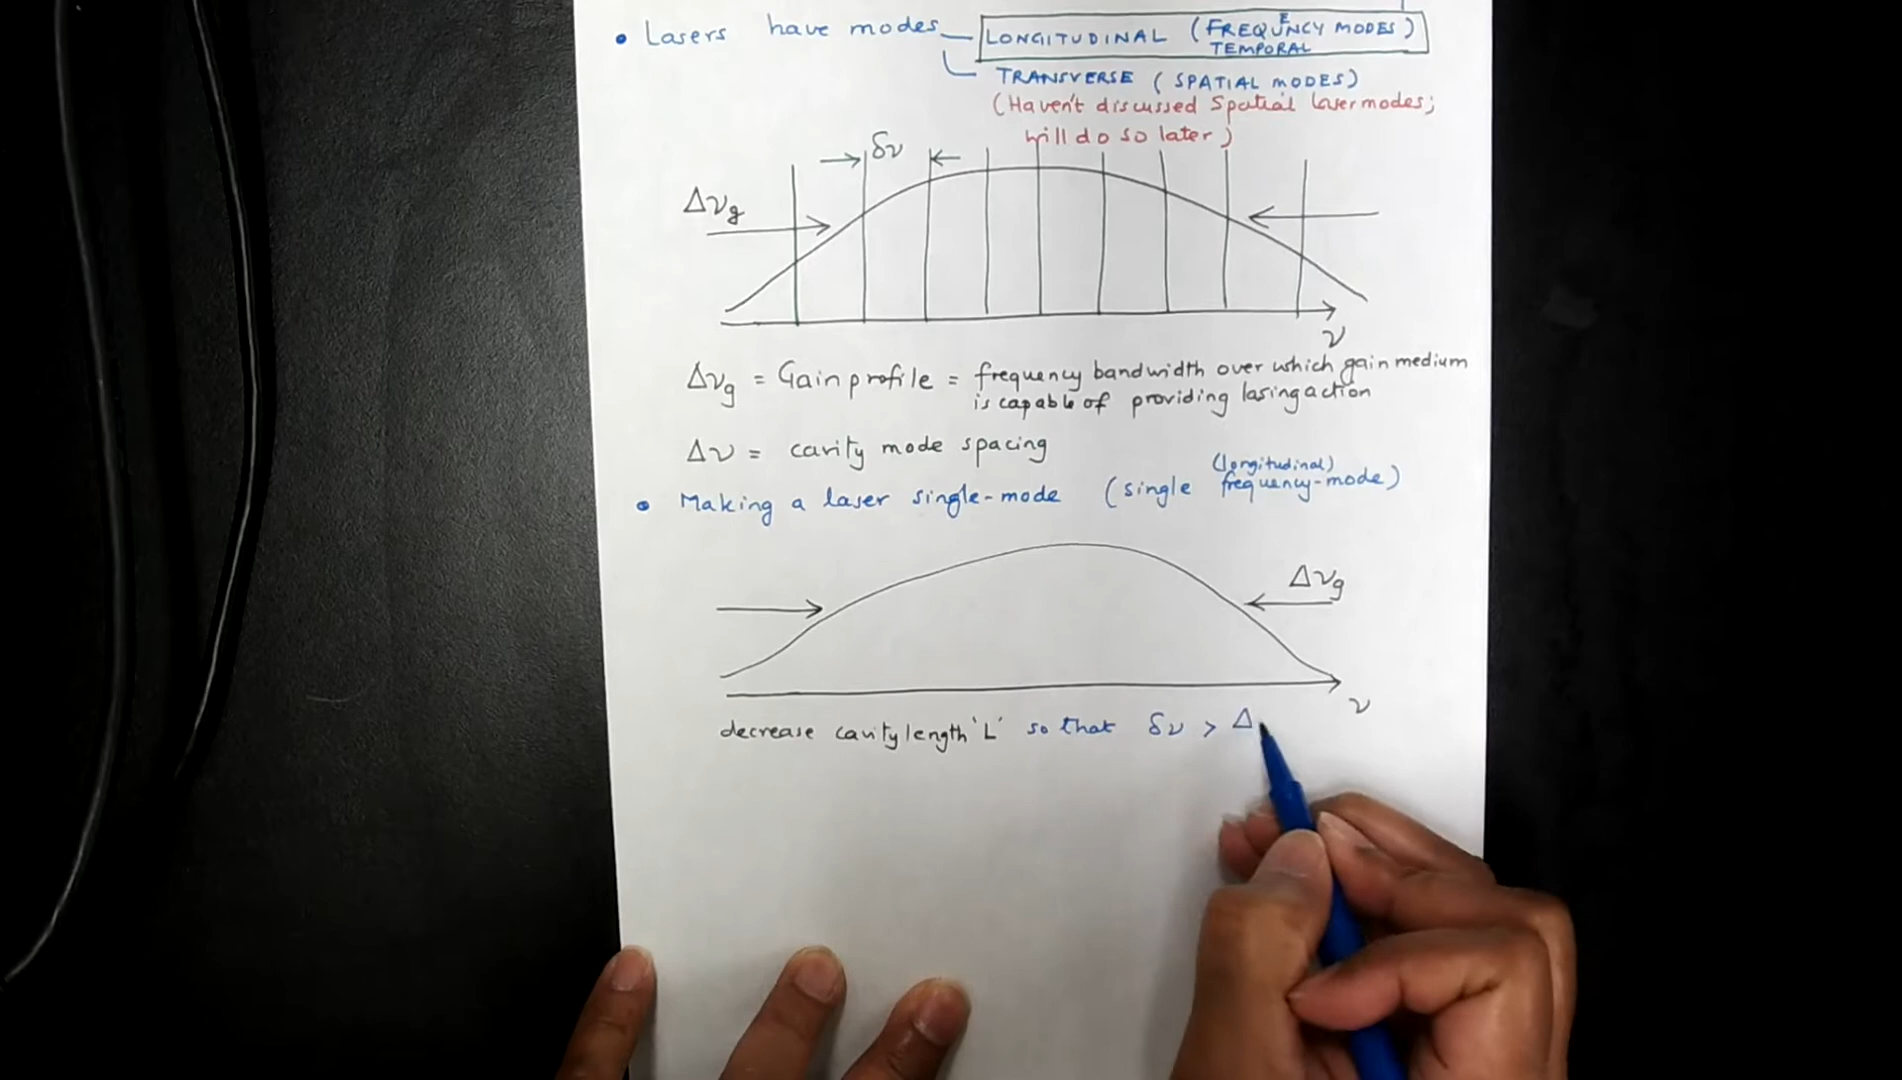 • Lasers have modes LONGITUDINAL (FREQUENCY MODES)
TEMPORAL
TRANSVERSE (SPATIAL MODES)
(Haven't discussed Spatial laser modes;
will do so later)
δν
Δνg
ν
Δνg = Gain profile = frequency bandwidth over which gain medium
is capable of providing lasing action
Δν = cavity mode spacing
(longitudinal)
• Making a laser single-mode (single frequency-mode)
Δνg
ν
decrease cavity length 'L' so that δν > Δ